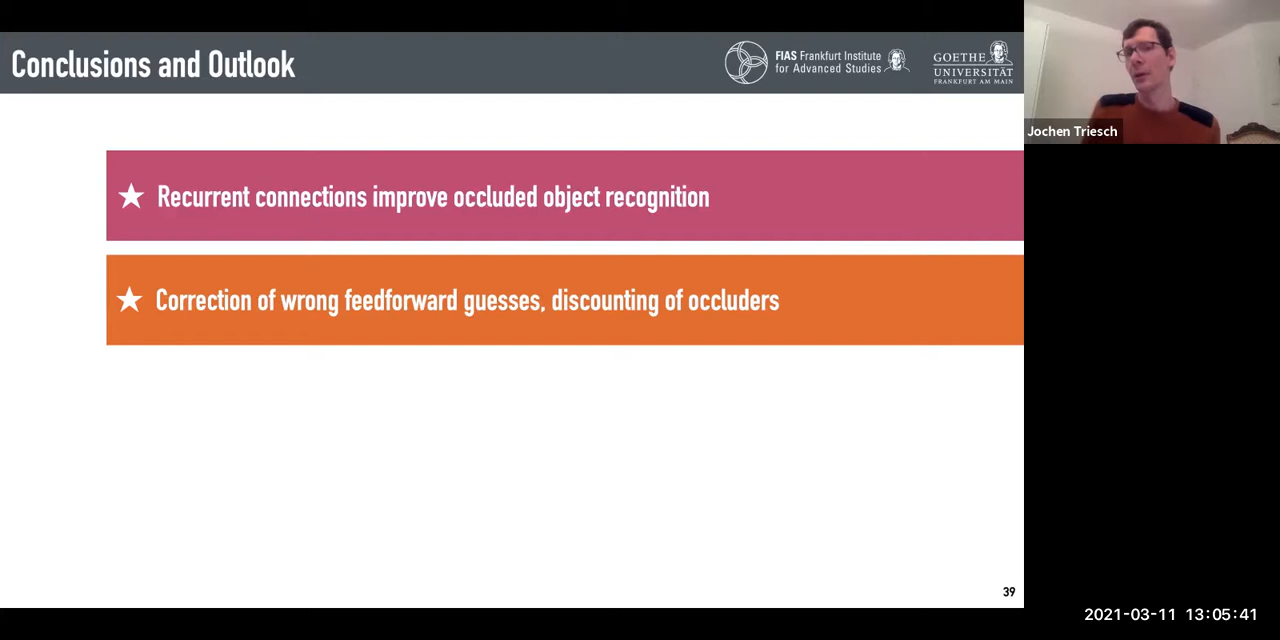 Conclusions and Outlook
FIAS Frankfurt Institute
for Advanced Studies
GOETHE
UNIVERSITÄT
FRANKFURT AM MAIN
Jochen Triesch
★ Recurrent connections improve occluded object recognition
★ Correction of wrong feedforward guesses, discounting of occluders
39
2021-03-11 13:05:41